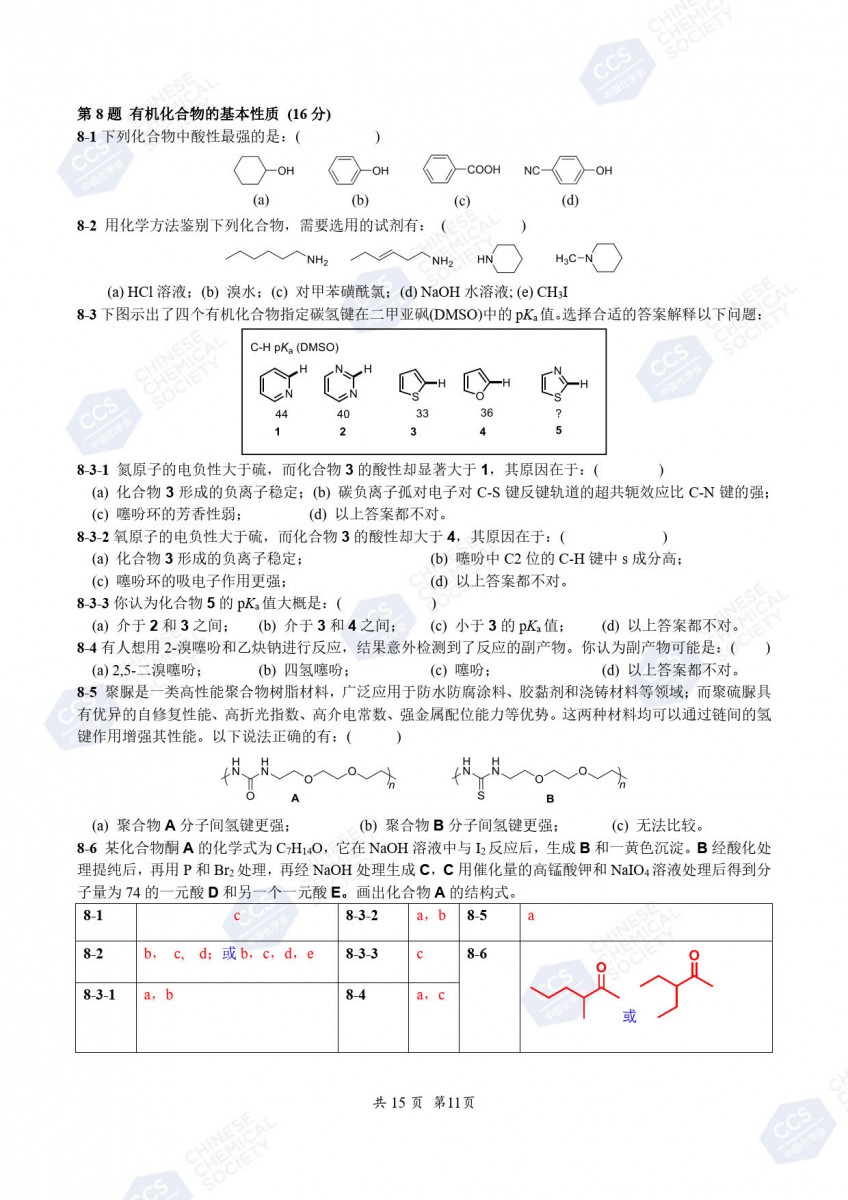 第 8 题 有机化合物的基本性质 (16 分)
8-1 下列化合物中酸性最强的是：( )
OH OH COOH NC OH
(a) (b) (c) (d)
8-2 用化学方法鉴别下列化合物，需要选用的试剂有： ( )
NH2 NH2 HN H3C-N
(a) HCl 溶液；(b) 溴水；(c) 对甲苯磺酰氯；(d) NaOH 水溶液; (e) CH3I
8-3 下图示出了四个有机化合物指定碳氢键在二甲亚砜(DMSO)中的 pKa 值。选择合适的答案解释以下问题：
C-H pKa (DMSO)
N H N N H S H O H N S H
44 40 33 36 ?
1 2 3 4 5
8-3-1 氮原子的电负性大于硫，而化合物 3 的酸性却显著大于 1，其原因在于：( )
(a) 化合物 3 形成的负离子稳定；(b) 碳负离子孤对电子对 C-S 键反键轨道的超共轭效应比 C-N 键的强；
(c) 噻吩环的芳香性弱； (d) 以上答案都不对。
8-3-2 氧原子的电负性大于硫，而化合物 3 的酸性却大于 4，其原因在于：( )
(a) 化合物 3 形成的负离子稳定； (b) 噻吩中 C2 位的 C-H 键中 s 成分高；
(c) 噻吩环的吸电子作用更强； (d) 以上答案都不对。
8-3-3 你认为化合物 5 的 pKa 值大概是：( )
(a) 介于 2 和 3 之间； (b) 介于 3 和 4 之间； (c) 小于 3 的 pKa 值； (d) 以上答案都不对。
8-4 有人想用 2-溴噻吩和乙炔钠进行反应，结果意外检测到了反应的副产物。你认为副产物可能是：( )
(a) 2,5-二溴噻吩； (b) 四氢噻吩； (c) 噻吩； (d) 以上答案都不对。
8-5 聚脲是一类高性能聚合物树脂材料，广泛应用于防水防腐涂料、胶黏剂和浇铸材料等领域；而聚硫脲具
有优异的自修复性能、高折光指数、高介电常数、强金属配位能力等优势。这两种材料均可以通过链间的氢
键作用增强其性能。以下说法正确的有：( )
H N H N O O O n H N H N S O O n
A B
(a) 聚合物 A 分子间氢键更强； (b) 聚合物 B 分子间氢键更强； (c) 无法比较。
8-6 某化合物酮 A 的化学式为 C7H14O，它在 NaOH 溶液中与 I2 反应后，生成 B 和一黄色沉淀。B 经酸化处
理提纯后，再用 P 和 Br2 处理，再经 NaOH 处理生成 C，C 用催化量的高锰酸钾和 NaIO4 溶液处理后得到分
子量为 74 的一元酸 D 和另一个一元酸 E。画出化合物 A 的结构式。
8-1 c 8-3-2 a，b 8-5 a
8-2 b， c, d；或 b，c，d，e 8-3-3 c 8-6 O 或 O
8-3-1 a，b 8-4 a，c
共 15 页 第11页
CCS 中国化学会 CHINESE CHEMICAL SOCIETY